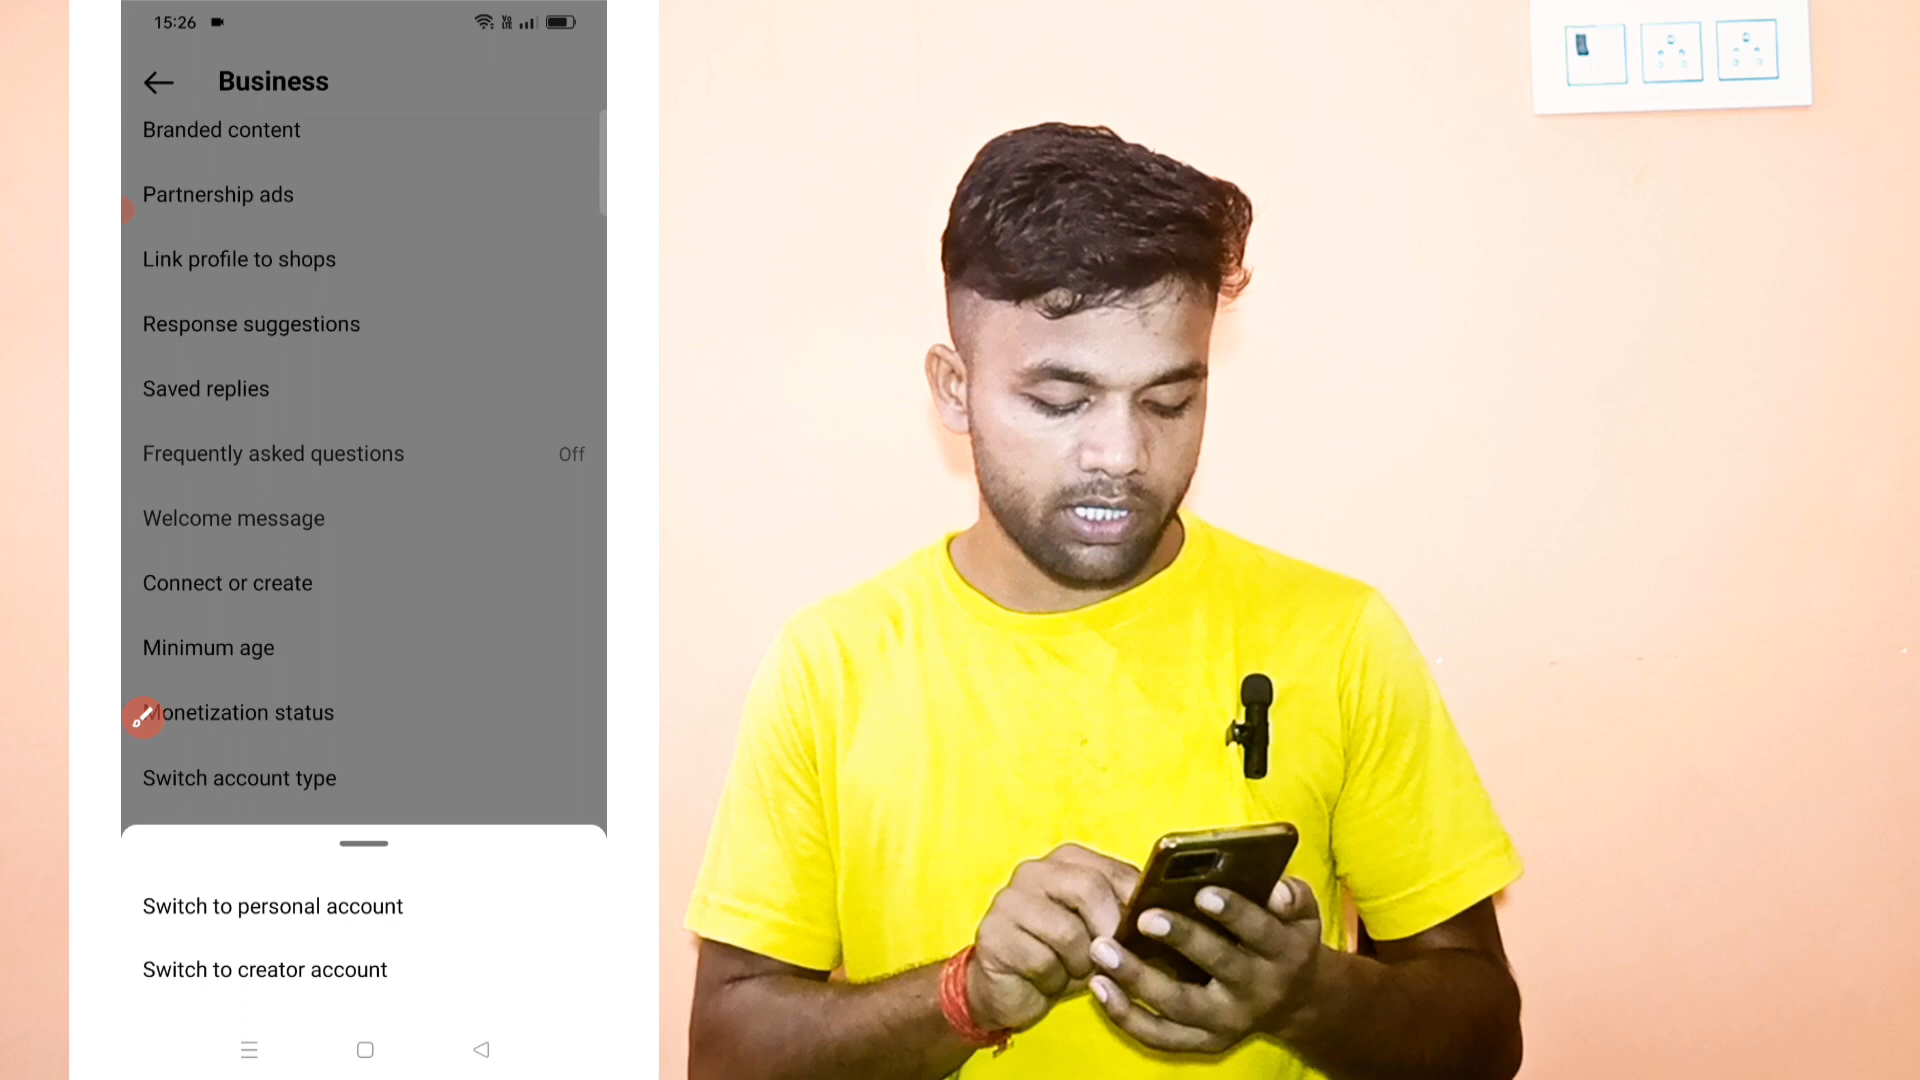 15:26
Business
Branded content
Partnership ads
Link profile to shops
Response suggestions
Saved replies
Frequently asked questions Off
Welcome message
Connect or create
Minimum age
Monetization status
Switch account type
Switch to personal account
Switch to creator account